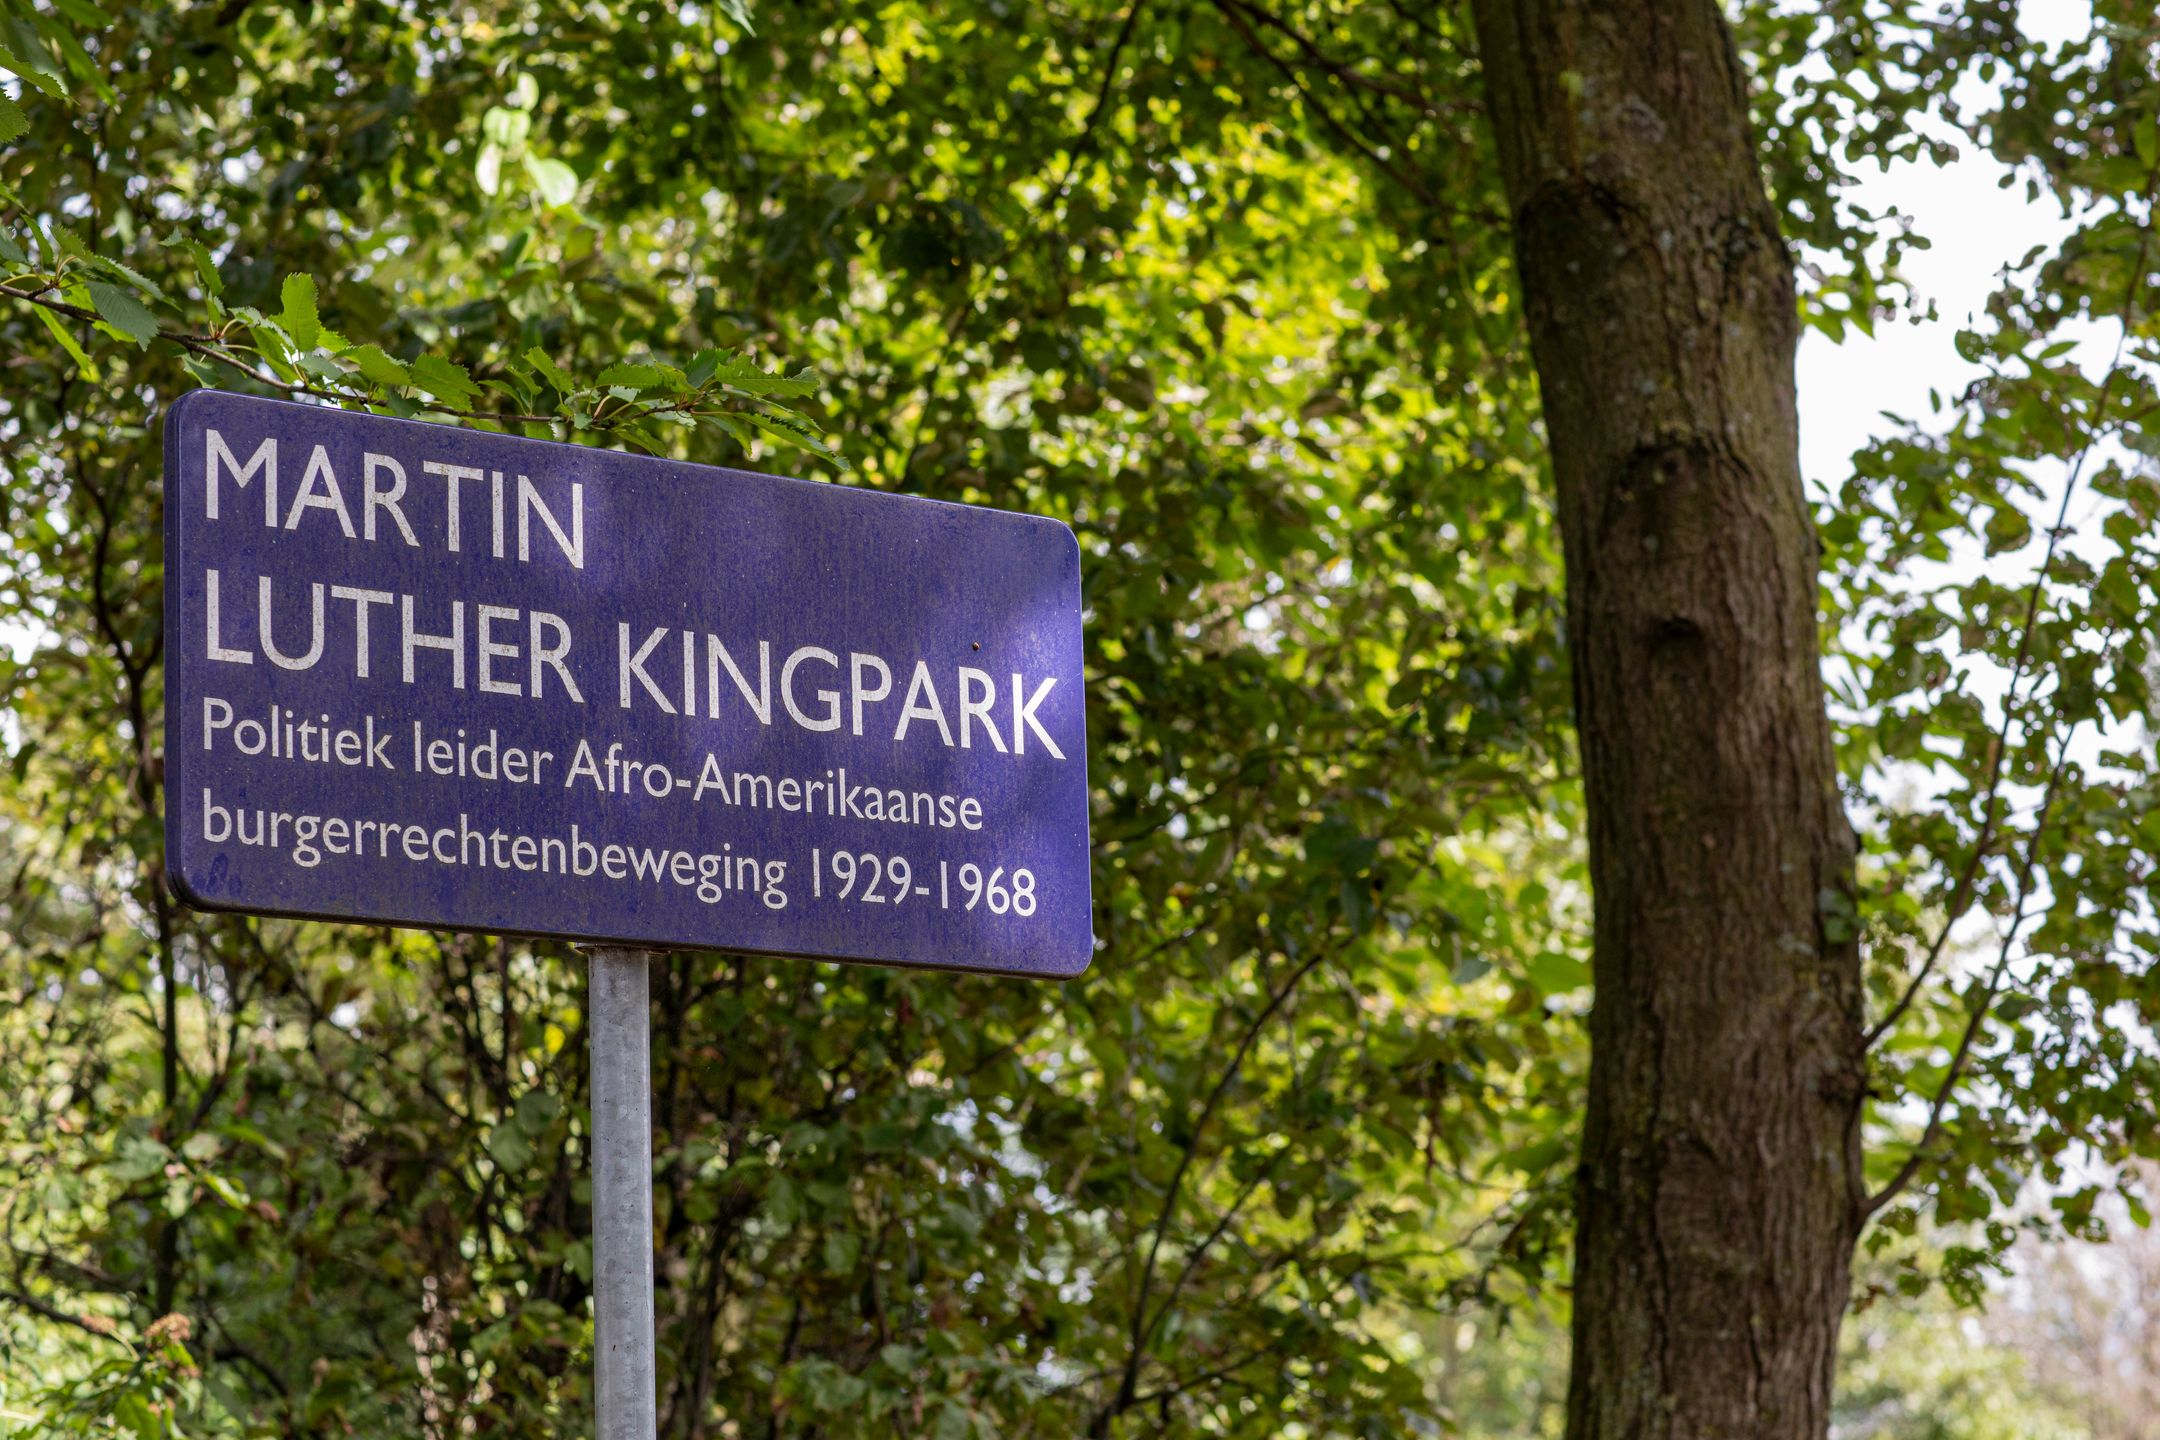 MARTIN
LUTHER KINGPARK
Politiek leider Afro-Amerikaanse
burgerrechtenbeweging 1929-1968